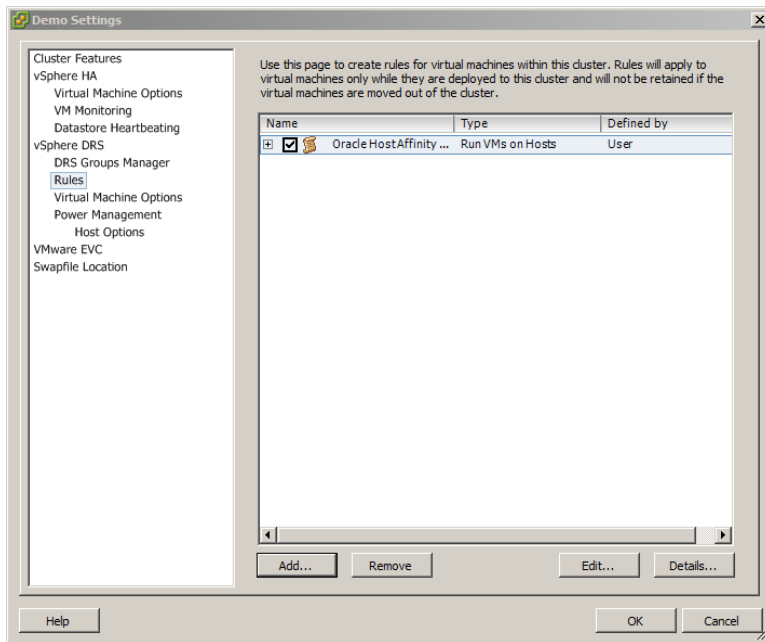 Demo Settings
Cluster Features
vSphere HA
Virtual Machine Options
VM Monitoring
Datastore Heartbeating
vSphere DRS
DRS Groups Manager
Rules
Virtual Machine Options
Power Management
Host Options
VMware EVC
Swapfile Location
Use this page to create rules for virtual machines within this cluster. Rules will apply to
virtual machines only while they are deployed to this cluster and will not be retained if the
virtual machines are moved out of the cluster.
Name Type Defined by
Oracle Host Affinity ... Run VMs on Hosts User
Add... Remove Edit... Details...
Help OK Cancel